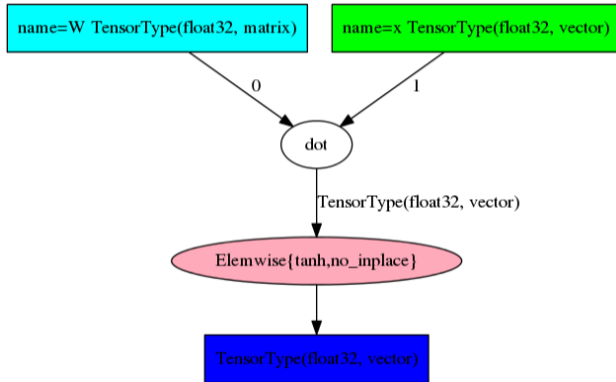 name=W TensorType(float32, matrix)
name=x TensorType(float32, vector)
0
1
dot
TensorType(float32, vector)
Elemwise{tanh,no_inplace}
TensorType(float32, vector)